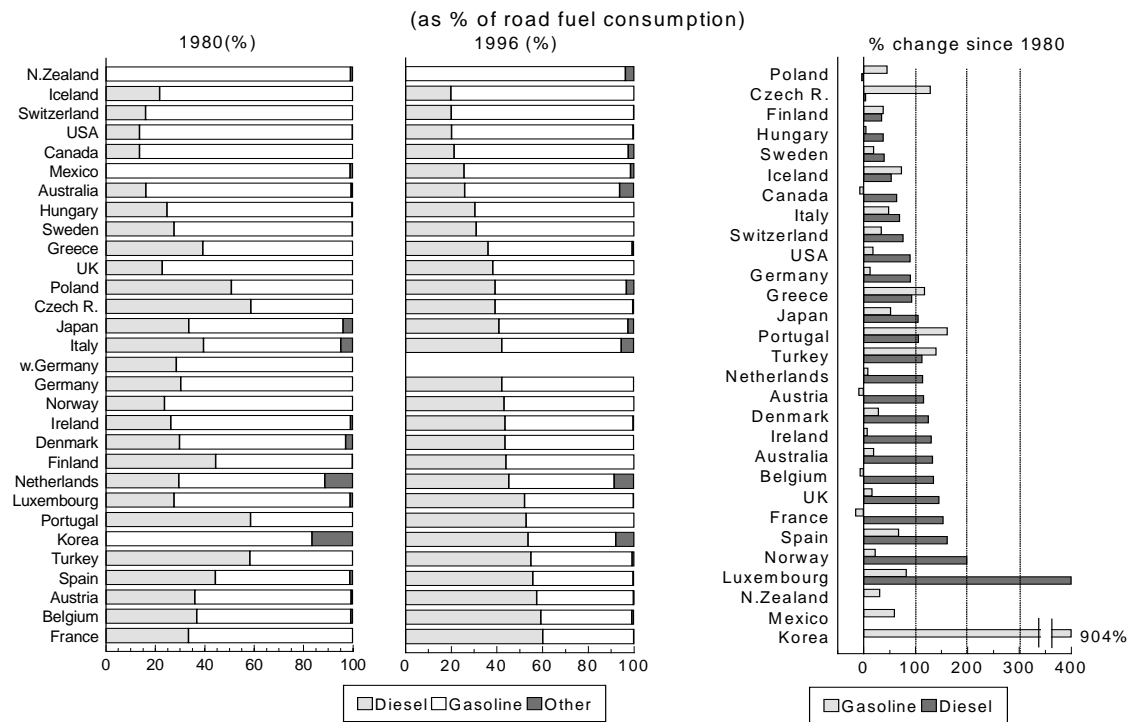 (as % of road fuel consumption)
1980(%)
N.Zealand
Iceland
Switzerland
USA
Canada
Mexico
Australia
Hungary
Sweden
Greece
UK
Poland
Czech R.
Japan
Italy
w.Germany
Germany
Norway
Ireland
Denmark
Finland
Netherlands
Luxembourg
Portugal
Korea
Turkey
Spain
Austria
Belgium
France
0 20 40 60 80 100
1996 (%)
0 20 40 60 80 100
Diesel Gasoline Other
% change since 1980
Poland
Czech R.
Finland
Hungary
Sweden
Iceland
Canada
Italy
Switzerland
USA
Germany
Greece
Japan
Portugal
Turkey
Netherlands
Austria
Denmark
Ireland
Australia
Belgium
UK
France
Spain
Norway
Luxembourg
N.Zealand
Mexico
Korea
904%
0 100 200 300 400
Gasoline Diesel